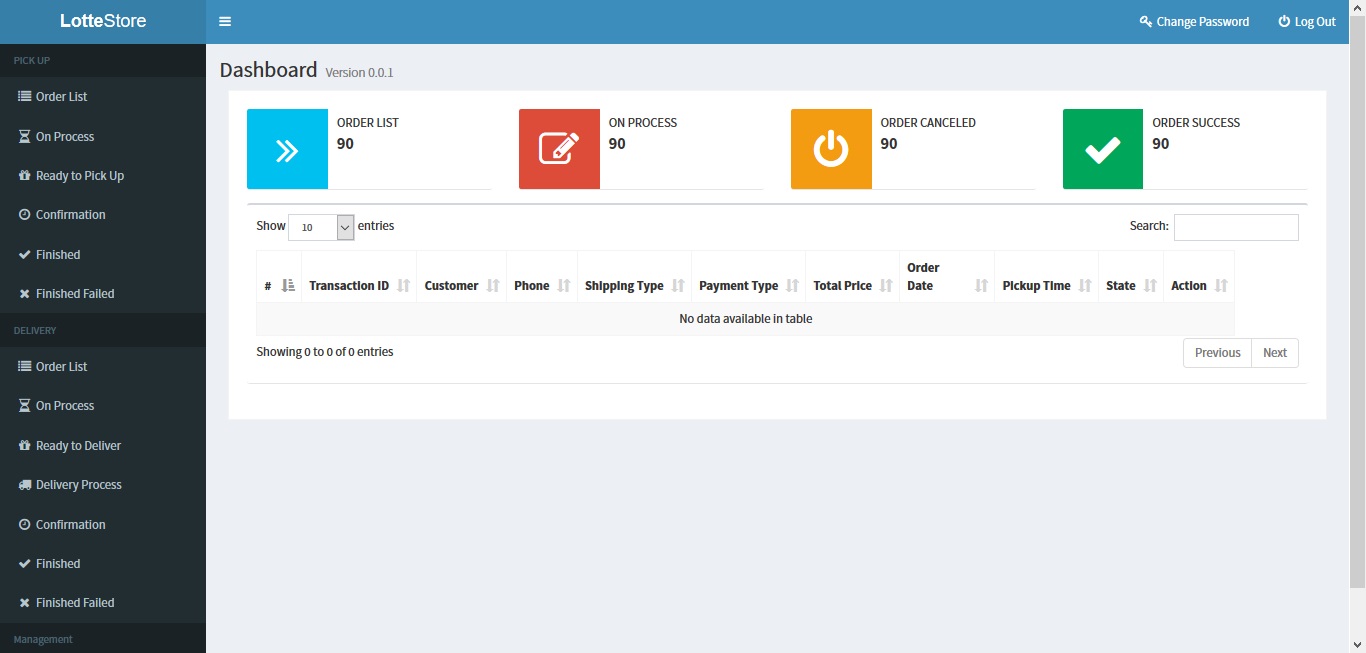 LotteStore
Change Password
Log Out
PICK UP
Order List
On Process
Ready to Pick Up
Confirmation
Finished
Finished Failed
DELIVERY
Order List
On Process
Ready to Deliver
Delivery Process
Confirmation
Finished
Finished Failed
Management
Dashboard Version 0.0.1
ORDER LIST
90
ON PROCESS
90
ORDER CANCELED
90
ORDER SUCCESS
90
Show 10 entries
Search:
# Transaction ID Customer Phone Shipping Type Payment Type Total Price Order Date Pickup Time State Action
No data available in table
Showing 0 to 0 of 0 entries
Previous Next